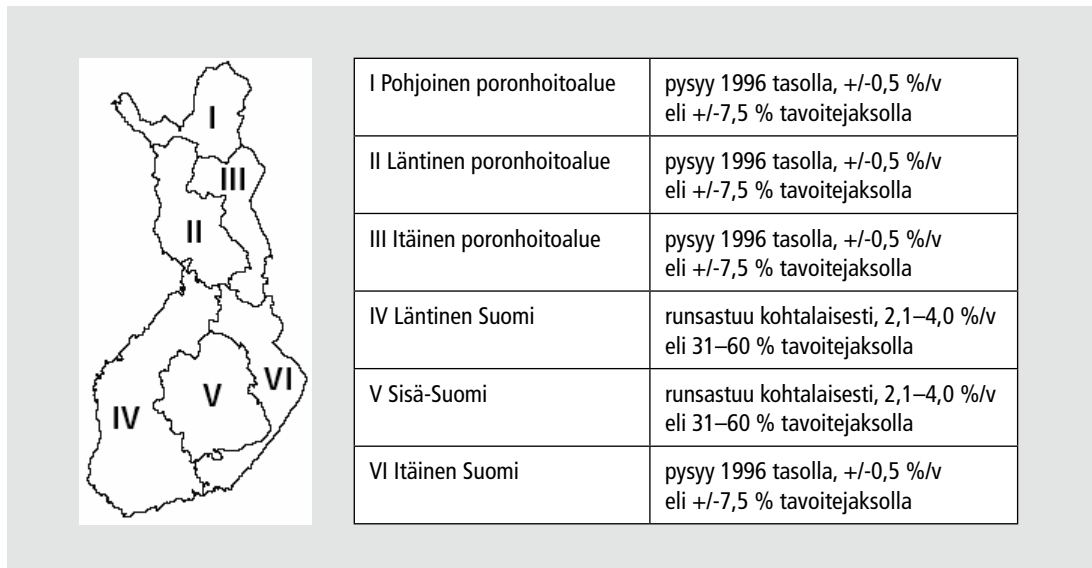 I
III
II
VI
V
IV
I Pohjoinen poronhoitoalue
pysyy 1996 tasolla, +/-0,5 %/v
eli +/-7,5 % tavoitejaksolla
II Läntinen poronhoitoalue
pysyy 1996 tasolla, +/-0,5 %/v
eli +/-7,5 % tavoitejaksolla
III Itäinen poronhoitoalue
pysyy 1996 tasolla, +/-0,5 %/v
eli +/-7,5 % tavoitejaksolla
IV Läntinen Suomi
runsastuu kohtalaisesti, 2,1–4,0 %/v
eli 31–60 % tavoitejaksolla
V Sisä-Suomi
runsastuu kohtalaisesti, 2,1–4,0 %/v
eli 31–60 % tavoitejaksolla
VI Itäinen Suomi
pysyy 1996 tasolla, +/-0,5 %/v
eli +/-7,5 % tavoitejaksolla